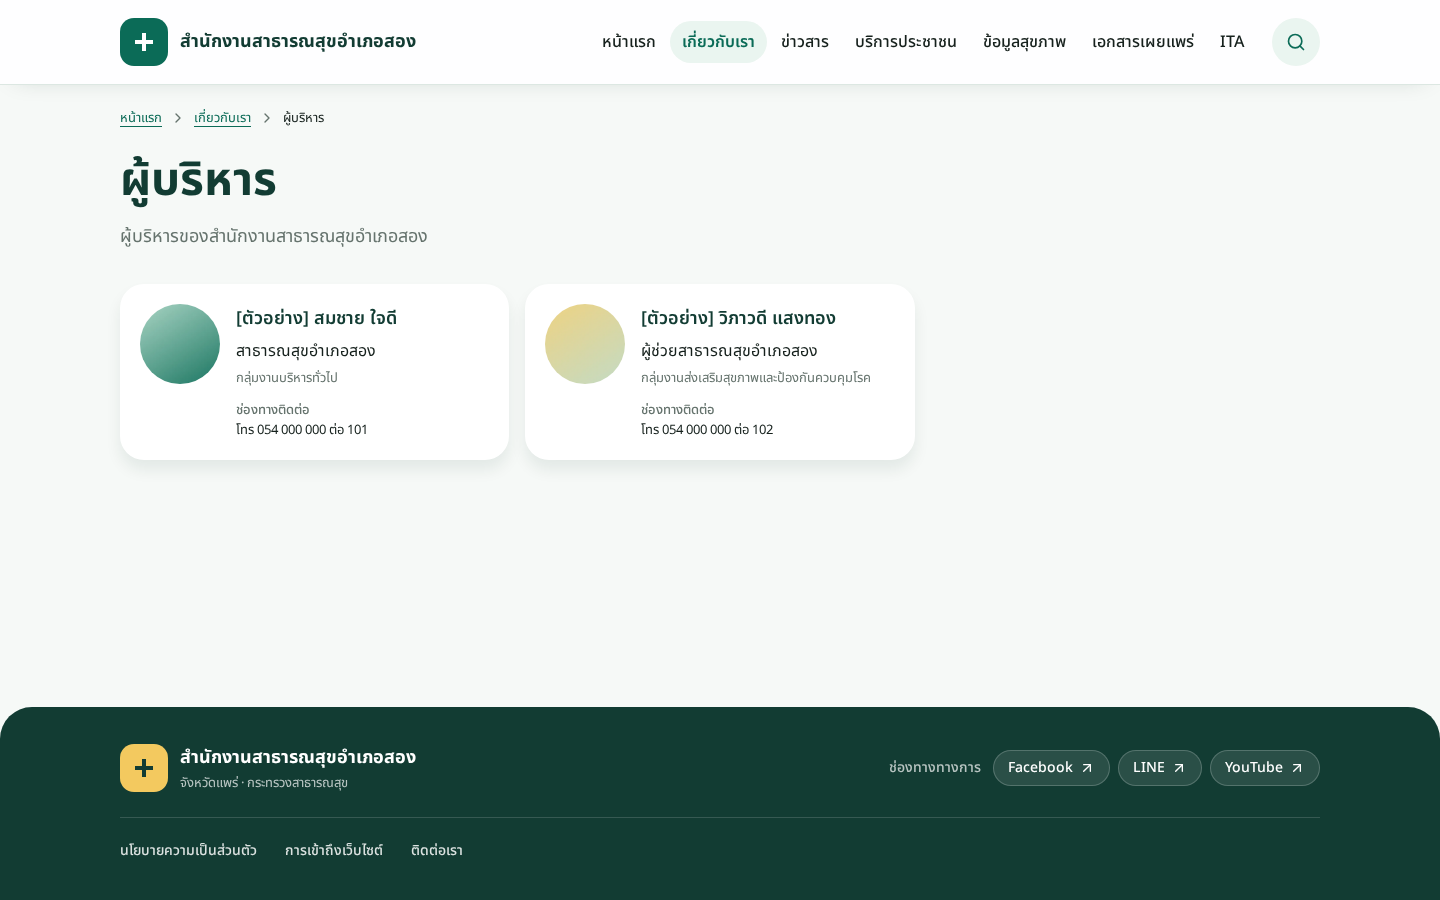 สำนักงานสาธารณสุขอำเภอสอง
หน้าแรก เกี่ยวกับเรา ข่าวสาร บริการประชาชน ข้อมูลสุขภาพ เอกสารเผยแพร่ ITA
หน้าแรก เกี่ยวกับเรา ผู้บริหาร
ผู้บริหาร
ผู้บริหารของสำนักงานสาธารณสุขอำเภอสอง
[ตัวอย่าง] สมชาย ใจดี
สาธารณสุขอำเภอสอง
กลุ่มงานบริหารทั่วไป
ช่องทางติดต่อ
โทร 054 000 000 ต่อ 101
[ตัวอย่าง] วิภาวดี แสงทอง
ผู้ช่วยสาธารณสุขอำเภอสอง
กลุ่มงานส่งเสริมสุขภาพและป้องกันควบคุมโรค
ช่องทางติดต่อ
โทร 054 000 000 ต่อ 102
สำนักงานสาธารณสุขอำเภอสอง
จังหวัดแพร่ · กระทรวงสาธารณสุข
ช่องทางทางการ Facebook LINE YouTube
นโยบายความเป็นส่วนตัว การเข้าถึงเว็บไซต์ ติดต่อเรา